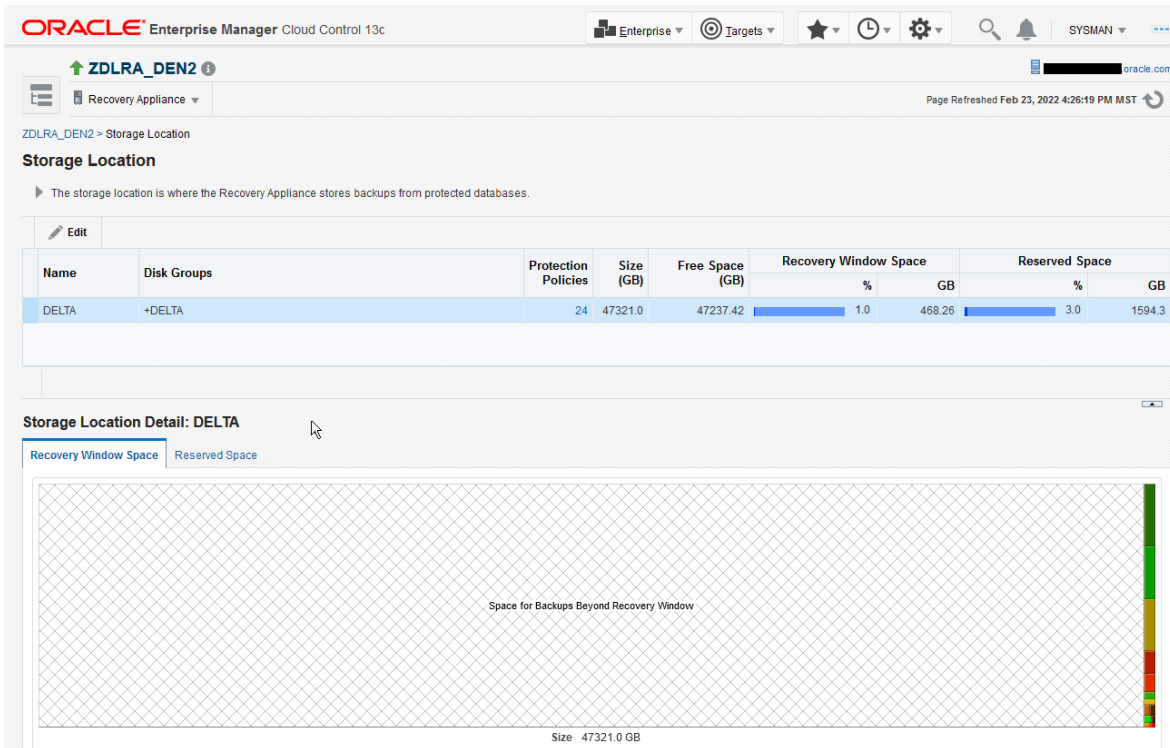 ORACLE Enterprise Manager Cloud Control 13c Enterprise Targets SYSMAN
ZDLRA_DEN2
.oracle.com
Recovery Appliance
Page Refreshed Feb 23, 2022 4:26:19 PM MST
ZDLRA_DEN2 > Storage Location
Storage Location
The storage location is where the Recovery Appliance stores backups from protected databases.
Edit
Name Disk Groups Protection Policies Size (GB) Free Space (GB) Recovery Window Space Reserved Space
% GB % GB
DELTA +DELTA 24 47321.0 47237.42 1.0 468.26 3.0 1594.3
Storage Location Detail: DELTA
Recovery Window Space Reserved Space
Space for Backups Beyond Recovery Window
Size 47321.0 GB